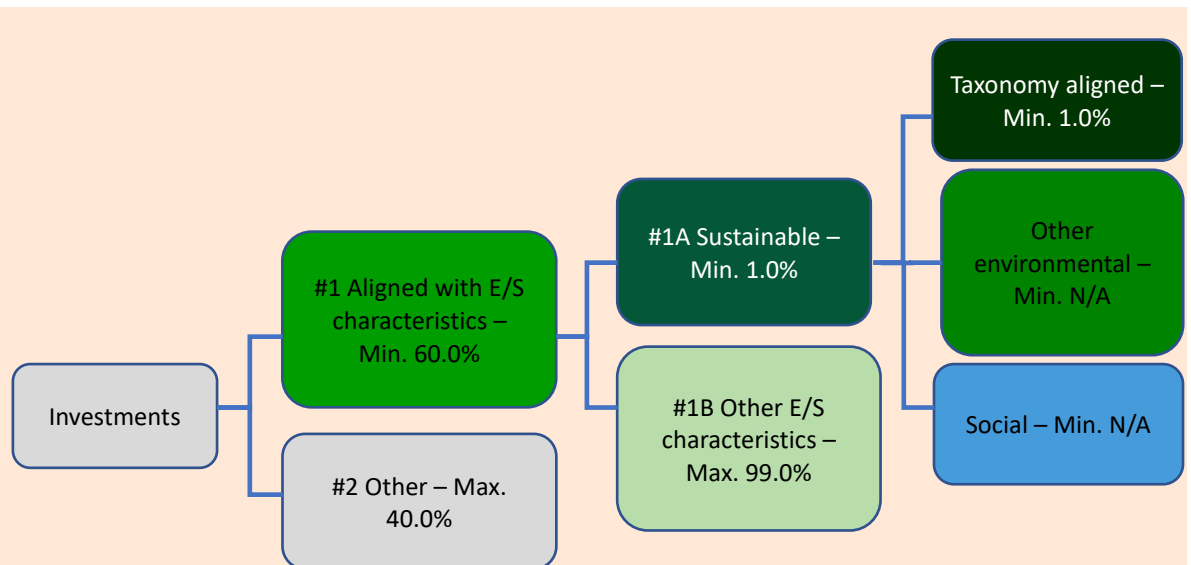 Investments
#1 Aligned with E/S
characteristics –
Min. 60.0%
#2 Other – Max.
40.0%
#1A Sustainable –
Min. 1.0%
#1B Other E/S
characteristics –
Max. 99.0%
Taxonomy aligned –
Min. 1.0%
Other
environmental –
Min. N/A
Social – Min. N/A